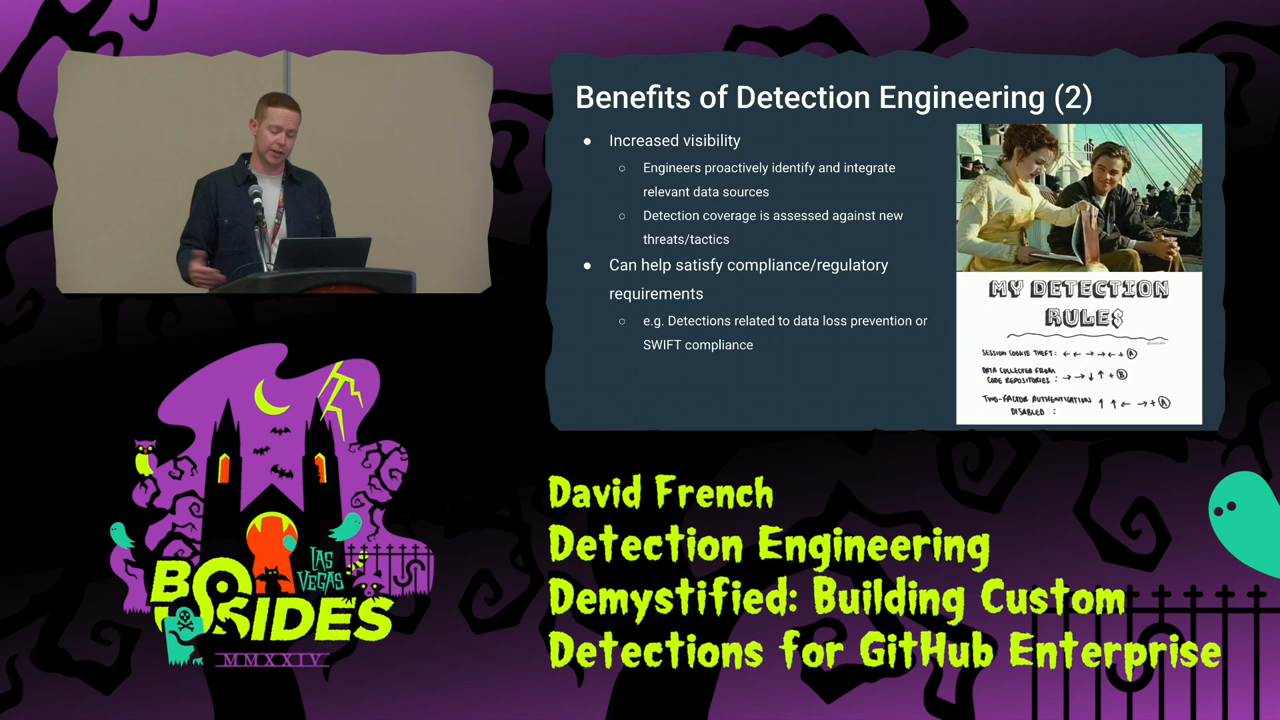 Benefits of Detection Engineering (2)
● Increased visibility
○ Engineers proactively identify and integrate
relevant data sources
○ Detection coverage is assessed against new
threats/tactics
● Can help satisfy compliance/regulatory
requirements
○ e.g. Detections related to data loss prevention or
SWIFT compliance
MY DETECTION
RULES
SESSION COOKIE THEFT: ← ← → → ← + Ⓐ
DATA COLLECTED FROM
CODE REPOSITORIES: → → ↓ ↑ + Ⓑ
TWO-FACTOR AUTHENTICATION ↑ ↑ ← → + Ⓐ
DISABLED :
LAS
VEGAS
BSIDES
MMXXIV
David French
Detection Engineering
Demystified: Building Custom
Detections for GitHub Enterprise